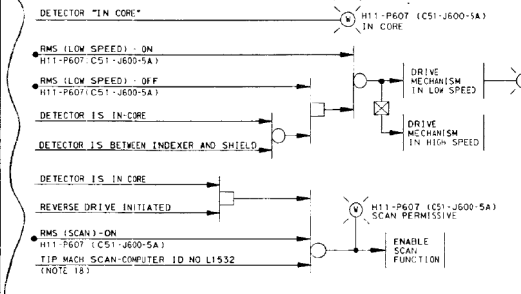 DETECTOR "IN CORE"
W
H11-P607 (C51-J600-5A)
IN CORE
RMS (LOW SPEED) - ON
H11-P607(C51-J600-5A)
RMS (LOW SPEED) - OFF
H11-P607(C51-J600-5A)
DRIVE
MECHANISM
IN LOW SPEED
DETECTOR IS IN-CORE
DETECTOR IS BETWEEN INDEXER AND SHIELD
DRIVE
MECHANISM
IN HIGH SPEED
DETECTOR IS IN CORE
REVERSE DRIVE INITIATED
W
H11-P607 (C51-J600-5A)
SCAN PERMISSIVE
RMS (SCAN) - ON
H11-P607 (C51-J600-5A)
TIP MACH SCAN-COMPUTER ID NO L1532
(NOTE 18)
ENABLE
SCAN
FUNCTION